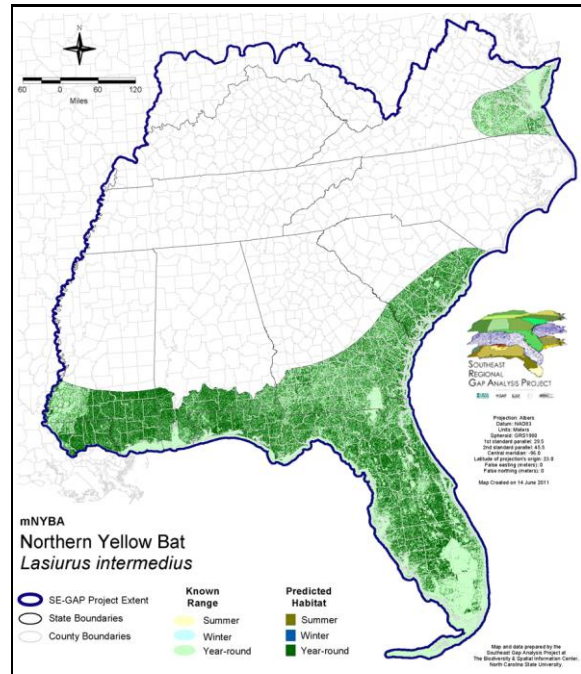 N
60 0 60 120
Miles
SOUTHEAST
REGIONAL
GAP ANALYSIS PROJECT
Projection: Albers
Datum: NAD83
Units: Meters
Spheroid: GRS1980
1st standard parallel: 29.5
2nd standard parallel: 45.5
Central meridian: -96.0
Latitude of projection's origin: 23.0
False easting (meters): 0
False northing (meters): 0
Map Created on 14 June 2011
mNYBA
Northern Yellow Bat
Lasiurus intermedius
SE-GAP Project Extent
State Boundaries
County Boundaries
Known
Range
Summer
Winter
Year-round
Predicted
Habitat
Summer
Winter
Year-round
Map and data prepared by the
Southeast Gap Analysis Project at
The Biodiversity & Spatial Information Center,
North Carolina State University.